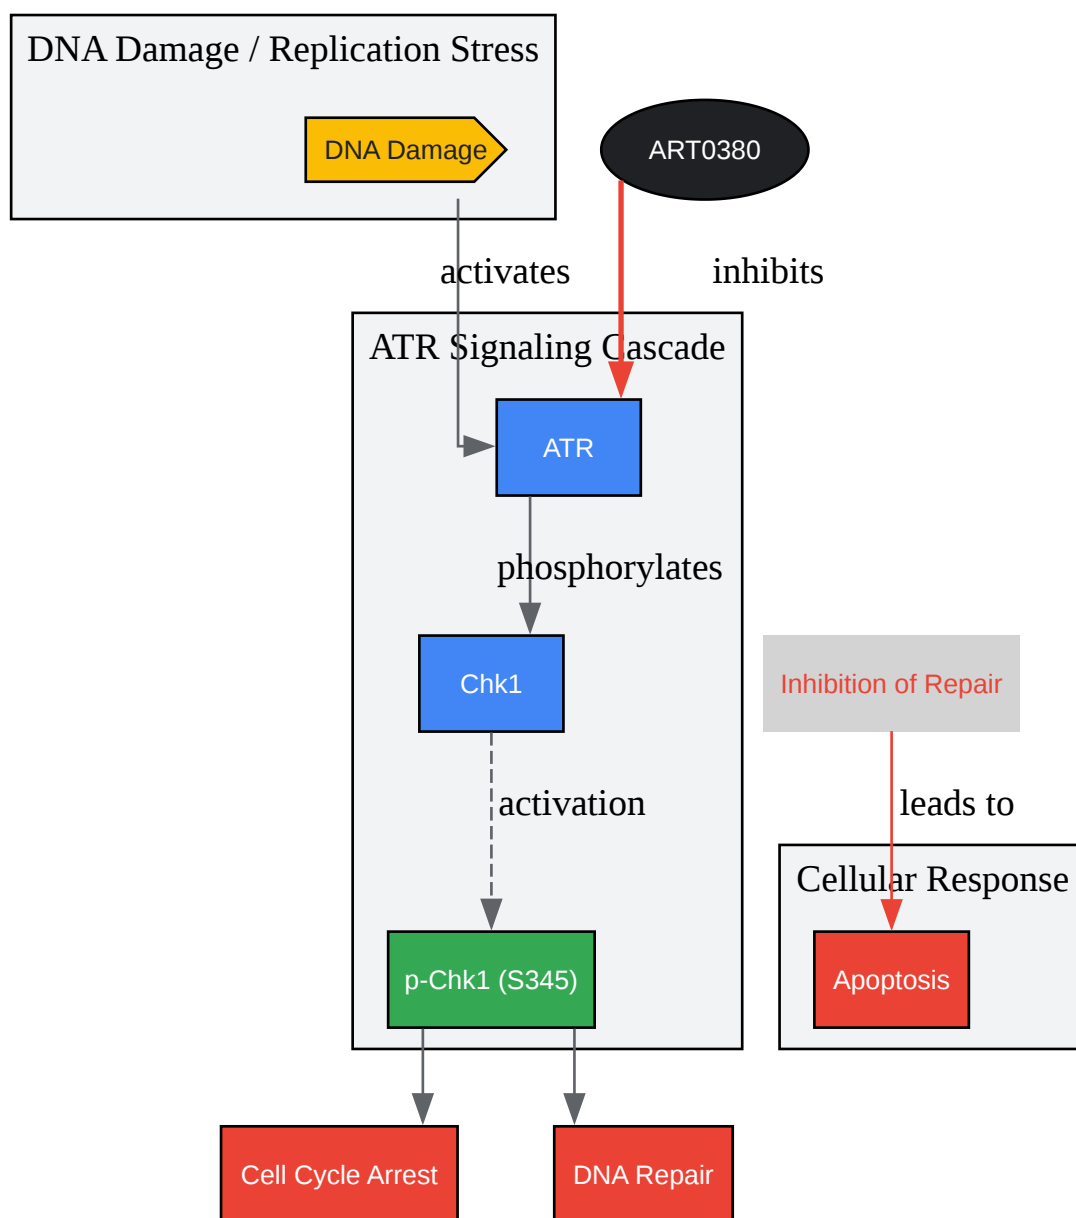 DNA Damage / Replication Stress
DNA Damage
ART0380
activates
inhibits
ATR Signaling Cascade
ATR
phosphorylates
Chk1
Inhibition of Repair
activation
leads to
Cellular Response
p-Chk1 (S345)
Apoptosis
Cell Cycle Arrest
DNA Repair